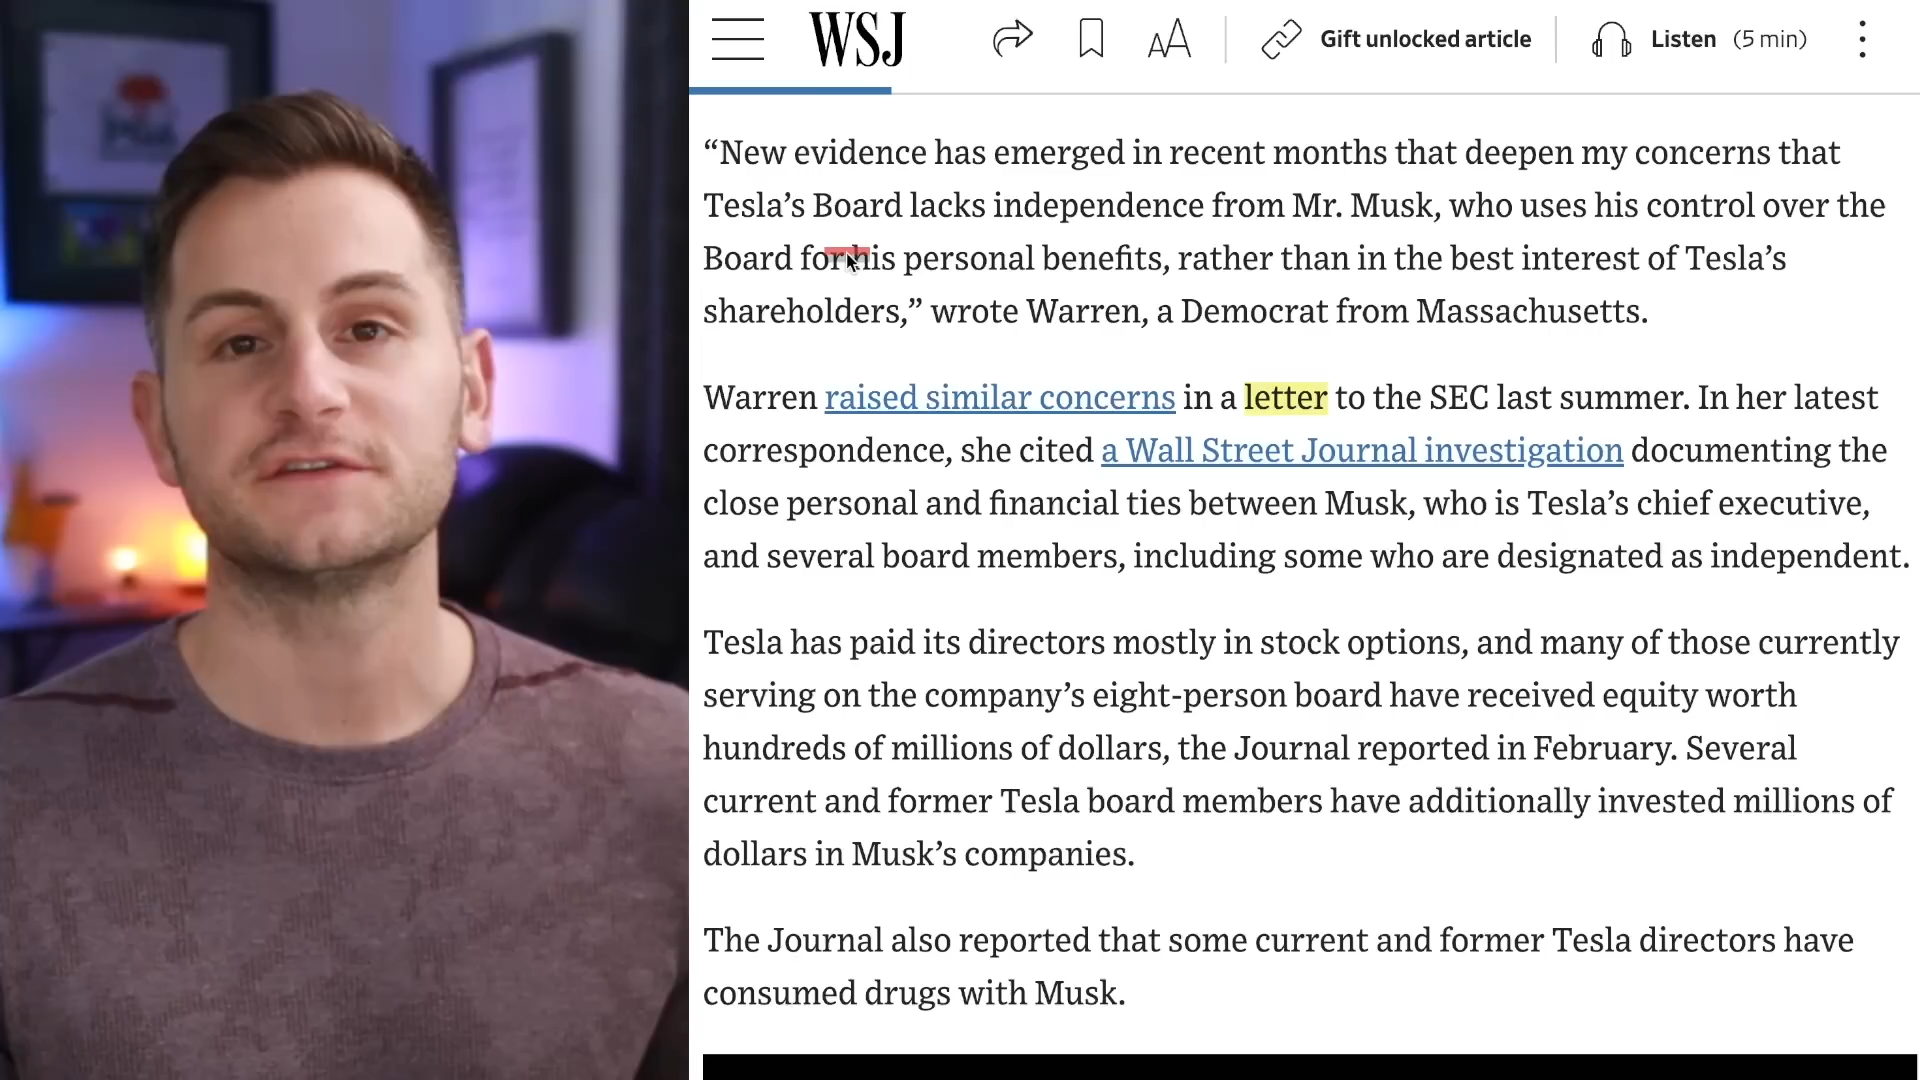 WSJ
Gift unlocked article
Listen (5 min)
“New evidence has emerged in recent months that deepen my concerns that
Tesla’s Board lacks independence from Mr. Musk, who uses his control over the
Board for his personal benefits, rather than in the best interest of Tesla’s
shareholders,” wrote Warren, a Democrat from Massachusetts.
Warren raised similar concerns in a letter to the SEC last summer. In her latest
correspondence, she cited a Wall Street Journal investigation documenting the
close personal and financial ties between Musk, who is Tesla’s chief executive,
and several board members, including some who are designated as independent.
Tesla has paid its directors mostly in stock options, and many of those currently
serving on the company’s eight-person board have received equity worth
hundreds of millions of dollars, the Journal reported in February. Several
current and former Tesla board members have additionally invested millions of
dollars in Musk’s companies.
The Journal also reported that some current and former Tesla directors have
consumed drugs with Musk.